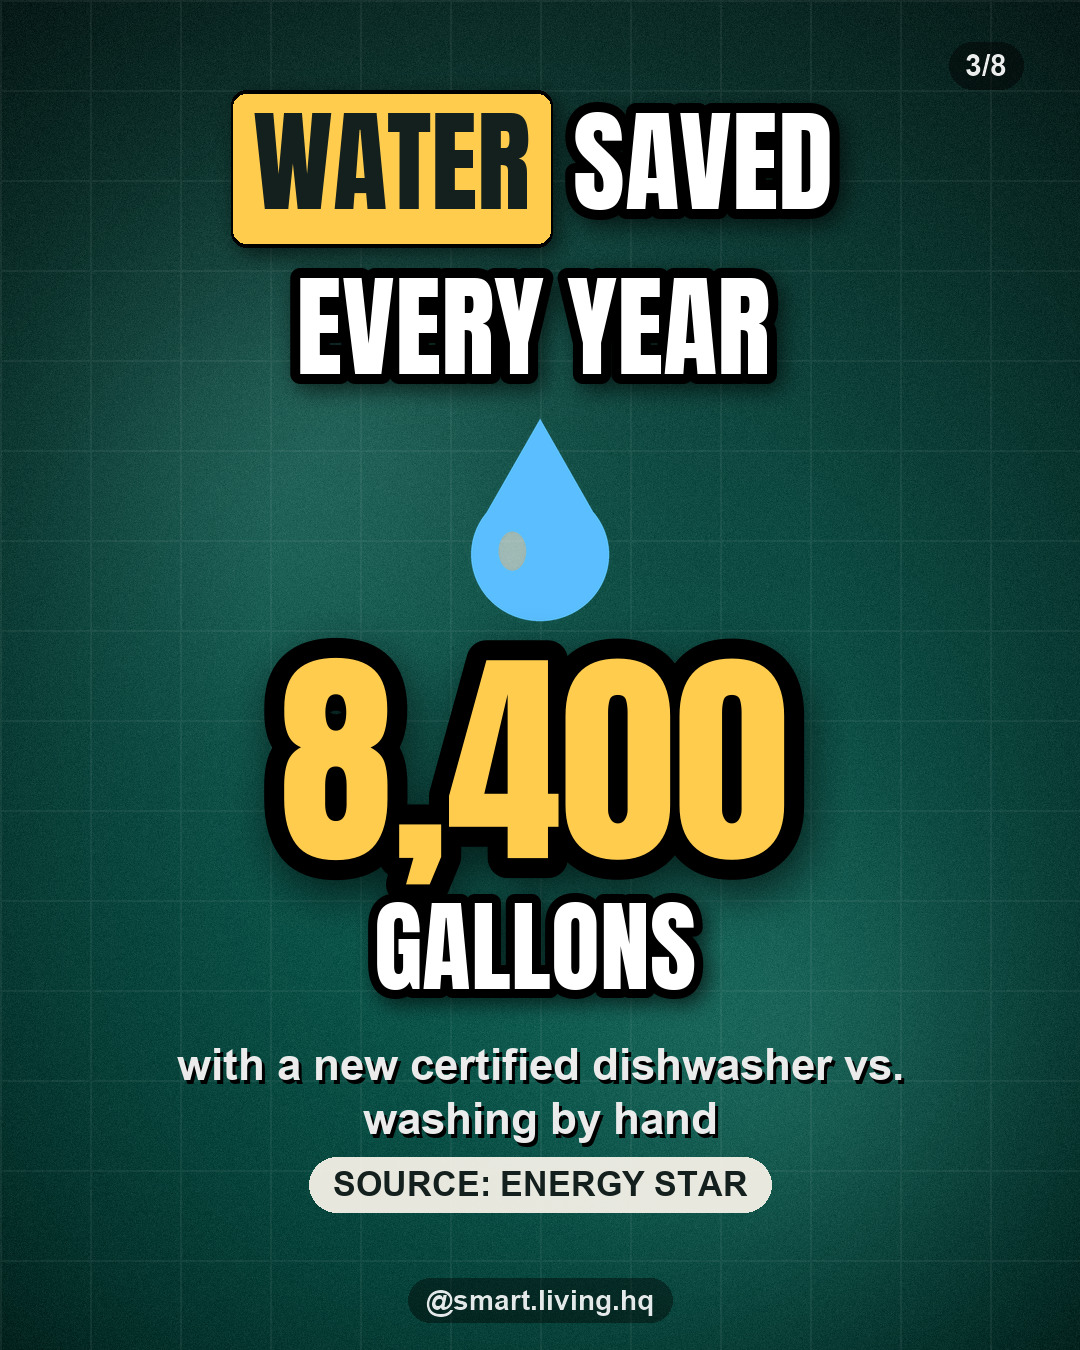 3/8
WATER SAVED
EVERY YEAR
8,400
GALLONS
with a new certified dishwasher vs.
washing by hand
SOURCE: ENERGY STAR
@smart.living.hq